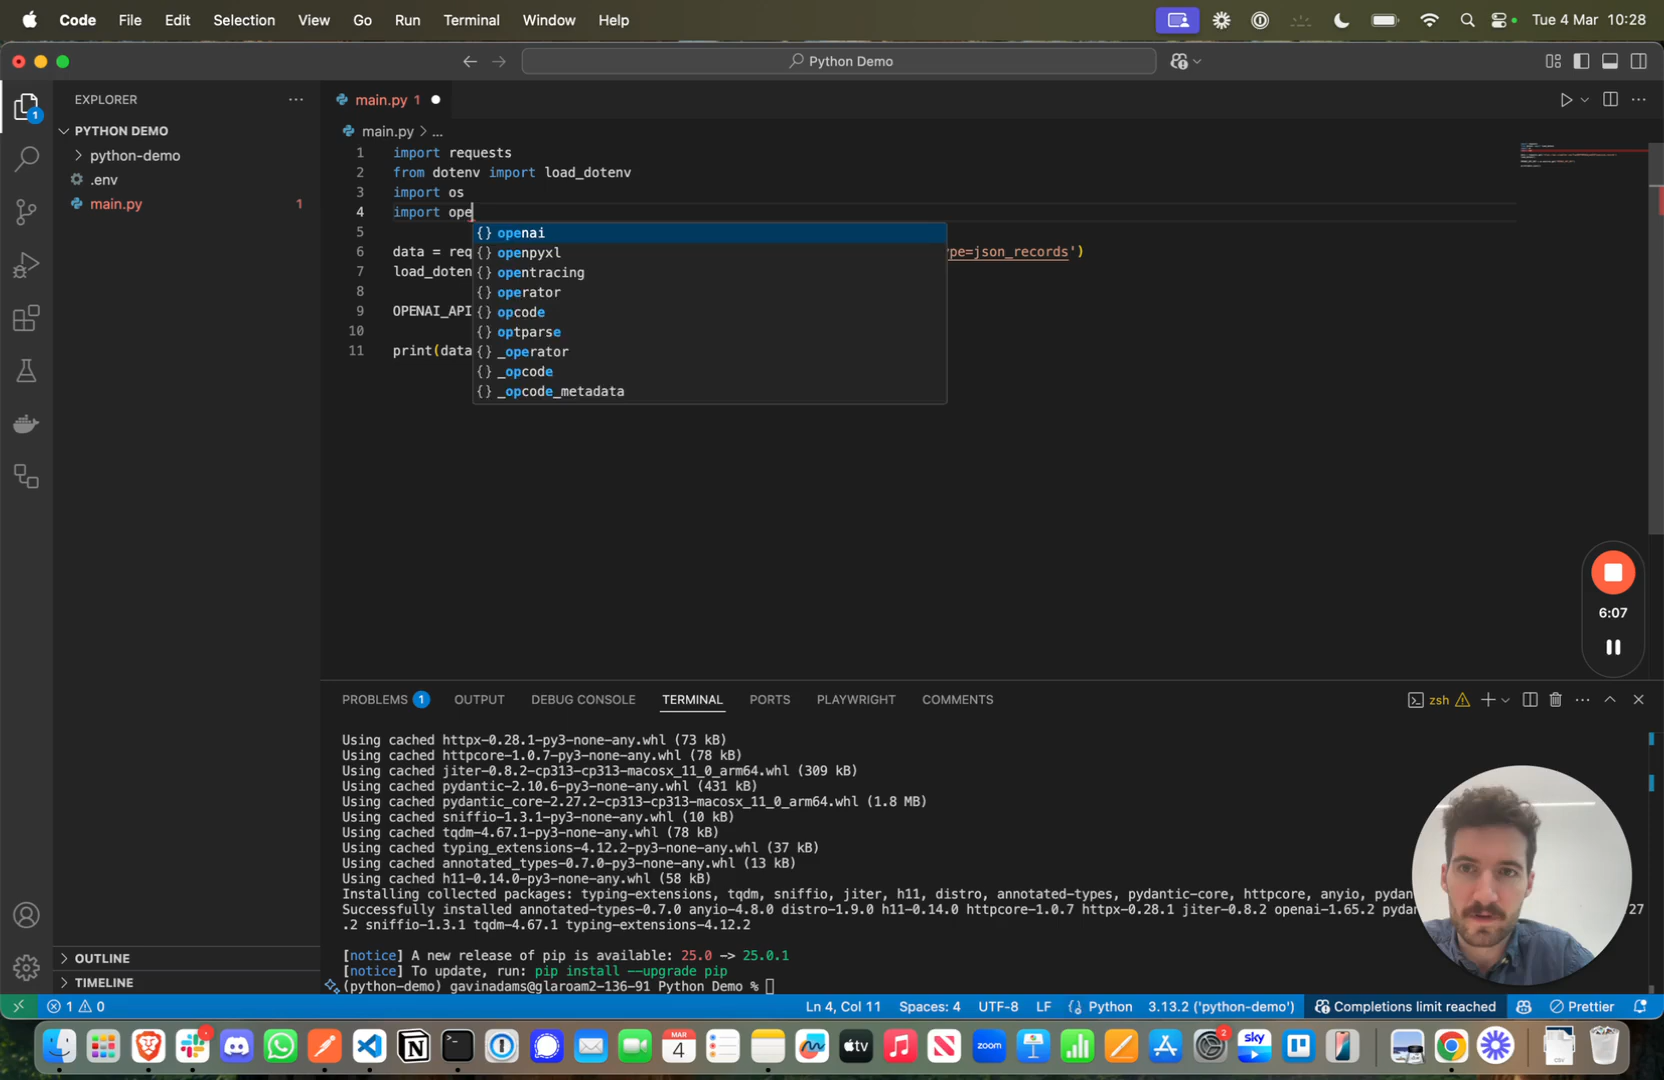 Code File Edit Selection View Go Run Terminal Window Help
Tue 4 Mar 10:28
Python Demo
EXPLORER
main.py 1
PYTHON DEMO
python-demo
.env
main.py 1
main.py > ...
1 import requests
2 from dotenv import load_dotenv
3 import os
4 import ope
5
6 data = req
pe=json_records')
7 load_doten
8
9 OPENAI_API
10
11 print(data
openai
openpyxl
opentracing
operator
opcode
optparse
_operator
_opcode
_opcode_metadata
6:07
PROBLEMS 1 OUTPUT DEBUG CONSOLE TERMINAL PORTS PLAYWRIGHT COMMENTS
zsh
Using cached httpx-0.28.1-py3-none-any.whl (73 kB)
Using cached httpcore-1.0.7-py3-none-any.whl (78 kB)
Using cached jiter-0.8.2-cp313-cp313-macosx_11_0_arm64.whl (309 kB)
Using cached pydantic-2.10.6-py3-none-any.whl (431 kB)
Using cached pydantic_core-2.27.2-cp313-cp313-macosx_11_0_arm64.whl (1.8 MB)
Using cached sniffio-1.3.1-py3-none-any.whl (10 kB)
Using cached tqdm-4.67.1-py3-none-any.whl (78 kB)
Using cached typing_extensions-4.12.2-py3-none-any.whl (37 kB)
Using cached annotated_types-0.7.0-py3-none-any.whl (13 kB)
Using cached h11-0.14.0-py3-none-any.whl (58 kB)
Installing collected packages: typing-extensions, tqdm, sniffio, jiter, h11, distro, annotated-types, pydantic-core, httpcore, anyio, pydan
Successfully installed annotated-types-0.7.0 anyio-4.8.0 distro-1.9.0 h11-0.14.0 httpcore-1.0.7 httpx-0.28.1 jiter-0.8.2 openai-1.65.2 pydan 27
.2 sniffio-1.3.1 tqdm-4.67.1 typing-extensions-4.12.2
[notice] A new release of pip is available: 25.0 -> 25.0.1
[notice] To update, run: pip install --upgrade pip
(python-demo) gavinadams@glaroam2-136-91 Python Demo %
OUTLINE
TIMELINE
1 0
Ln 4, Col 11 Spaces: 4 UTF-8 LF {} Python 3.13.2 ('python-demo') Completions limit reached Prettier
MAR
4
zoom
tv
sky
2